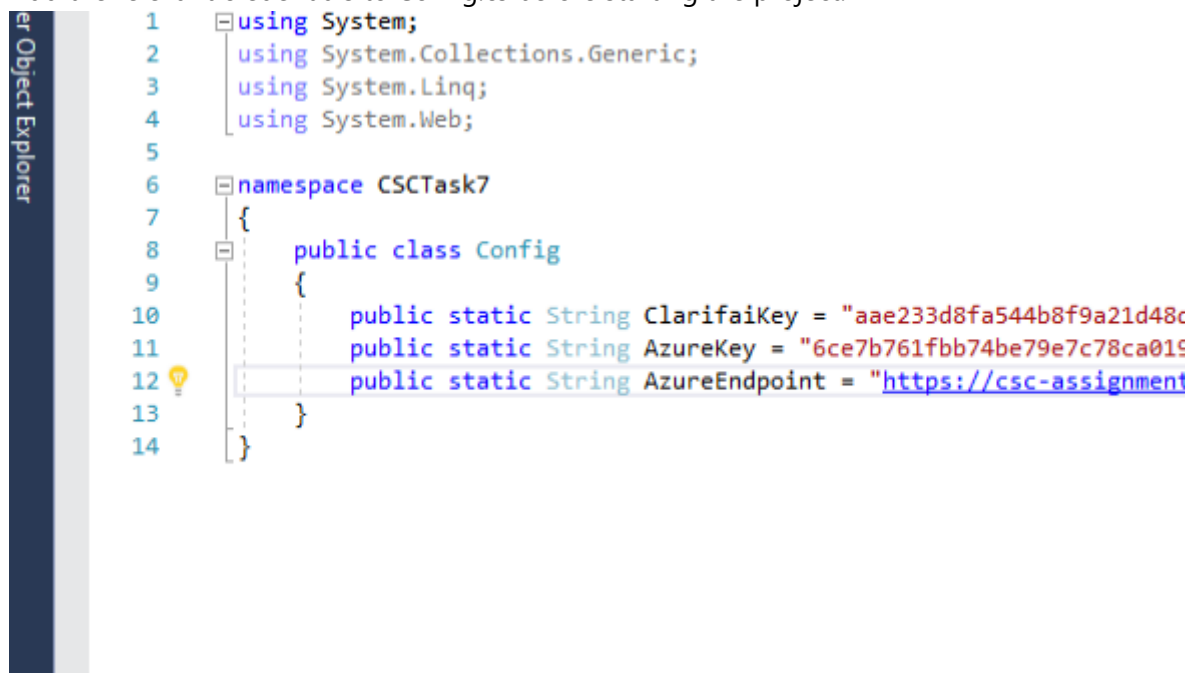 er Object Explorer
1 using System;
2 using System.Collections.Generic;
3 using System.Linq;
4 using System.Web;
5
6 namespace CSCTask7
7 {
8 public class Config
9 {
10 public static String ClarifaiKey = "aae233d8fa544b8f9a21d48
11 public static String AzureKey = "6ce7b761fbb74be79e7c78ca019
12 public static String AzureEndpoint = "https://csc-assignment
13 }
14 }